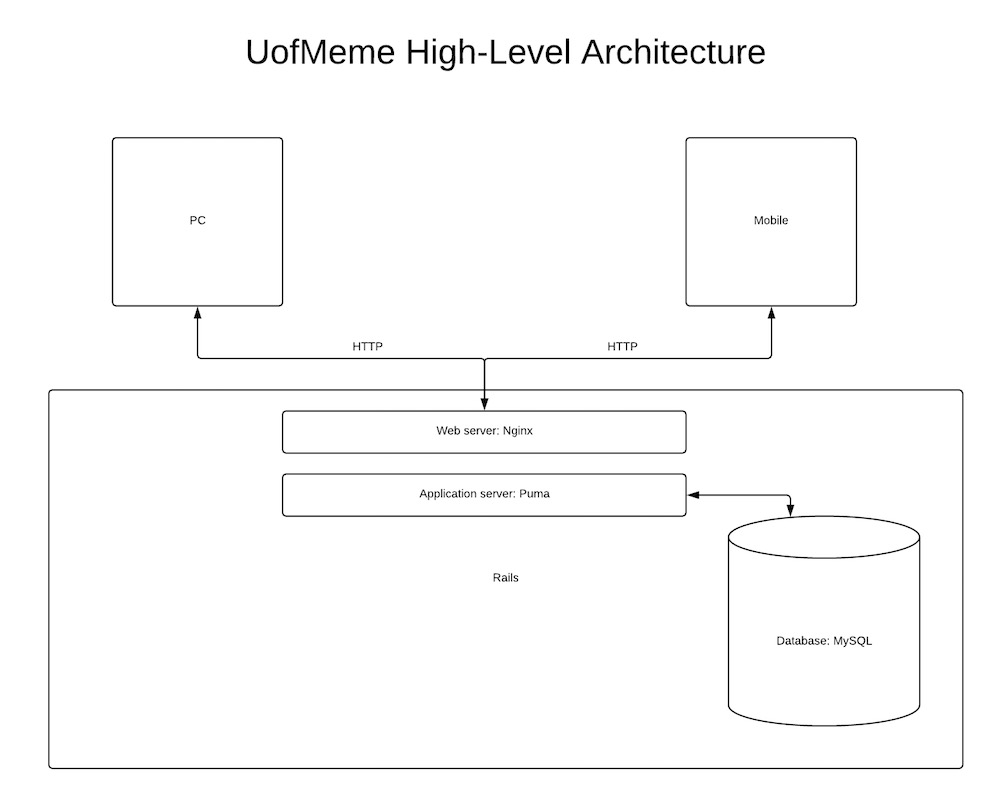 UofMeme High-Level Architecture
PC
Mobile
HTTP
HTTP
Web server: Nginx
Application server: Puma
Rails
Database: MySQL